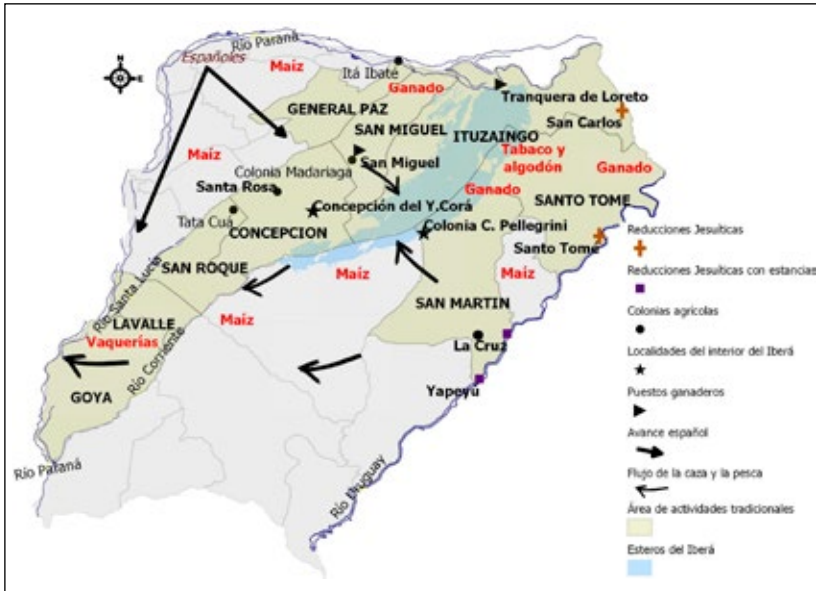 Río Paraná
Españoles
N
E
Maíz
Itá Ibaté
Ganado
Tranquera de Loreto
GENERAL PAZ
SAN MIGUEL
ITUZAINGO
San Carlos
Maíz
Colonia Madariaga
San Miguel
Tabaco y
algodón
Ganado
Santa Rosa
Ganado
SANTO TOME
Concepción del Y.Corá
Tata Cuá
CONCEPCION
Colonia C. Pellegrini
Santo Tomé
SAN ROQUE
Maíz
Maíz
Río Santa Lucía
SAN MARTIN
LAVALLE
Maíz
Vaquerías
Río Corriente
La Cruz
GOYA
Yapeyú
Río Paraná
Río Uruguay
Reducciones Jesuíticas
Reducciones Jesuíticas con estancias
Colonias agrícolas
Localidades del interior del Iberá
Puestos ganaderos
Avance español
Flujo de la caza y la pesca
Área de actividades tradicionales
Esteros del Iberá